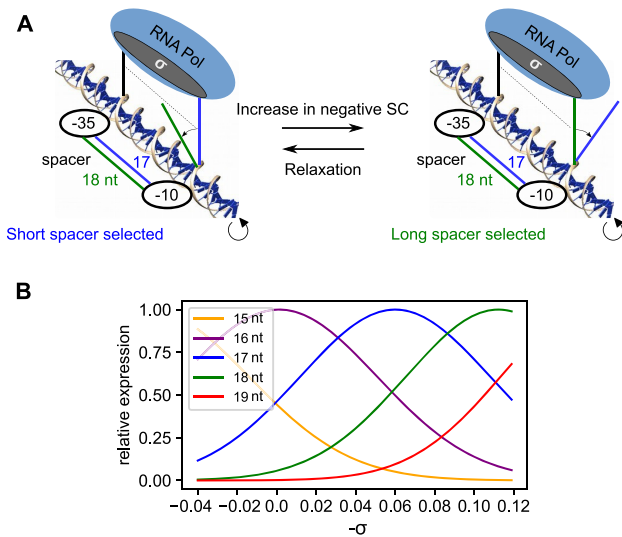 A
RNA Pol
σ
-35
spacer
17
18 nt
-10
Short spacer selected
Increase in negative SC
Relaxation
RNA Pol
σ
-35
spacer
17
18 nt
-10
Long spacer selected
B
relative expression
1.00
0.75
0.50
0.25
0.00
15 nt
16 nt
17 nt
18 nt
19 nt
-0.04 -0.02 0.0 0.02 0.04 0.06 0.080 0.10 0.12
-σ